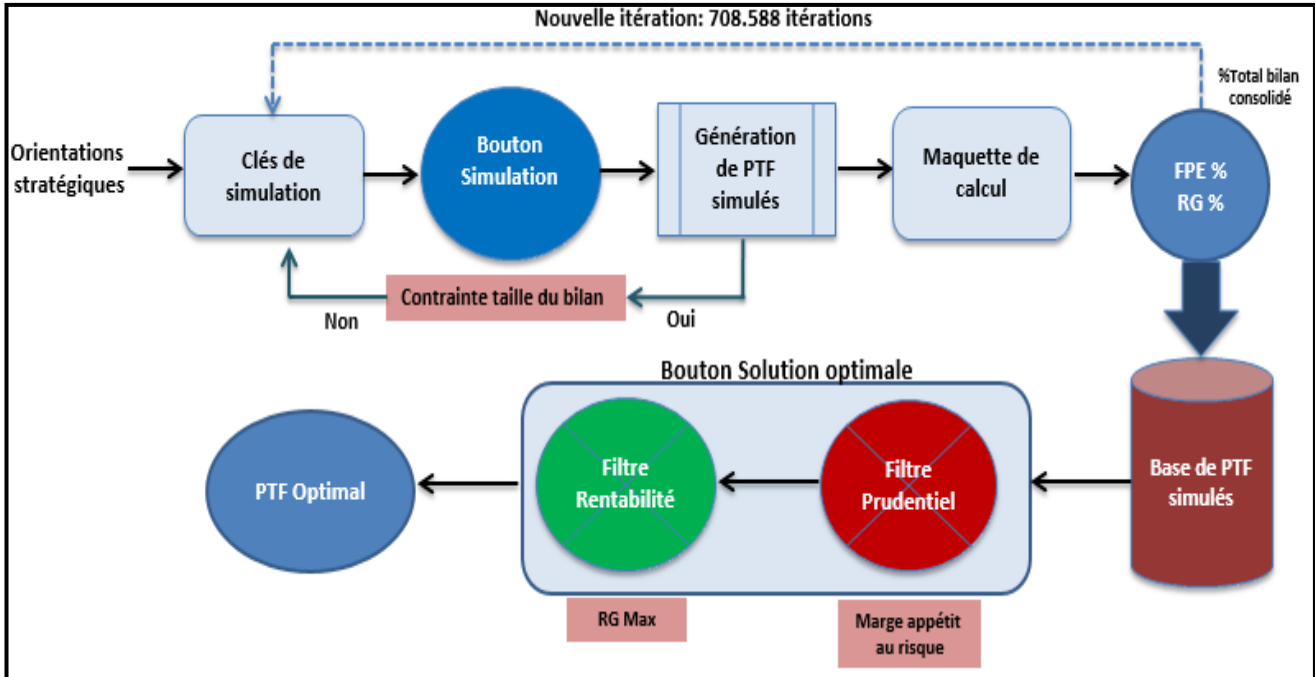 Nouvelle itération: 708.588 itérations
%Total bilan
consolidé
Orientations
stratégiques
Clés de
simulation
Bouton
Simulation
Génération
de PTF
simulés
Maquette de
calcul
FPE %
RG %
Contrainte taille du bilan
Non
Oui
Bouton Solution optimale
PTF Optimal
Filtre
Rentabilité
Filtre
Prudentiel
Base de PTF
simulés
RG Max
Marge appétit
au risque